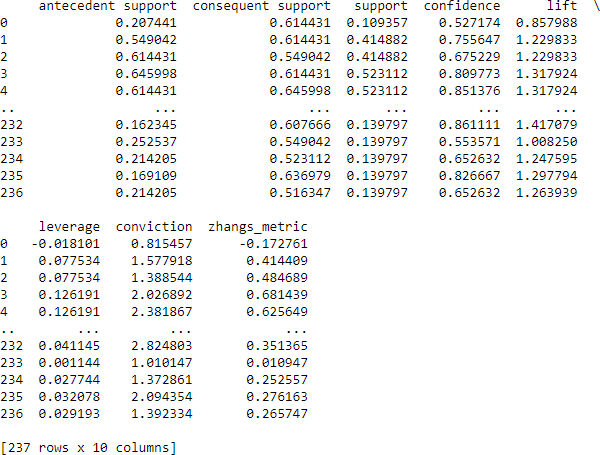 antecedent support  consequent support   support  confidence      lift  \
0              0.207441            0.614431  0.109357    0.527174  0.857988
1              0.549042            0.614431  0.414882    0.755647  1.229833
2              0.614431            0.549042  0.414882    0.675229  1.229833
3              0.645998            0.614431  0.523112    0.809773  1.317924
4              0.614431            0.645998  0.523112    0.851376  1.317924
..                  ...                 ...       ...         ...       ...
232            0.162345            0.607666  0.139797    0.861111  1.417079
233            0.252537            0.549042  0.139797    0.553571  1.008250
234            0.214205            0.523112  0.139797    0.652632  1.247595
235            0.169109            0.636979  0.139797    0.826667  1.297794
236            0.214205            0.516347  0.139797    0.652632  1.263939
leverage  conviction  zhangs_metric
0   -0.018101    0.815457      -0.172761
1    0.077534    1.577918       0.414409
2    0.077534    1.388544       0.484689
3    0.126191    2.026892       0.681439
4    0.126191    2.381867       0.625649
..        ...         ...            ...
232  0.041145    2.824803       0.351365
233  0.001144    1.010147       0.010947
234  0.027744    1.372861       0.252557
235  0.032078    2.094354       0.276163
236  0.029193    1.392334       0.265747
[237 rows x 10 columns]